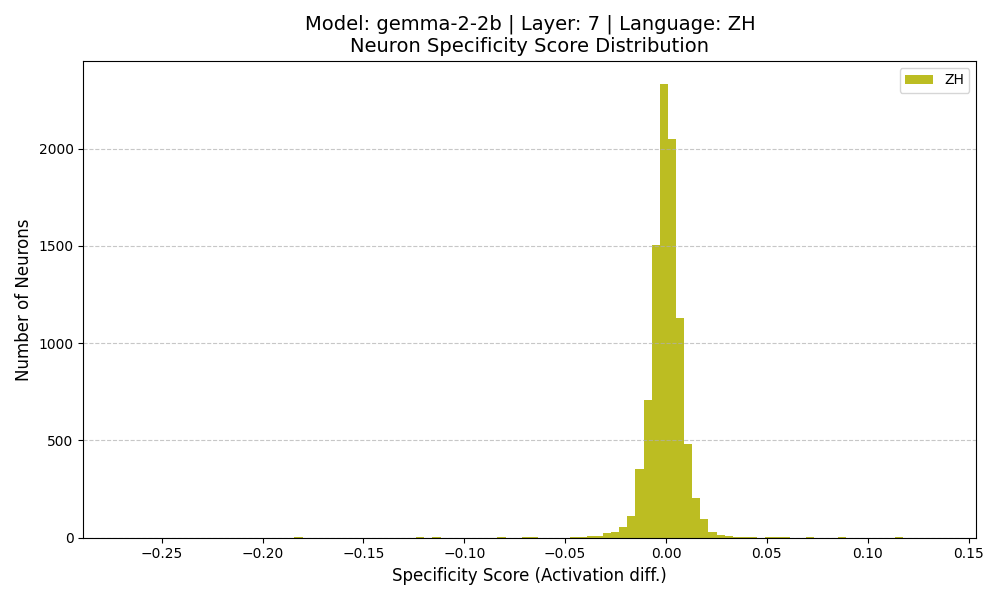 Model: gemma-2-2b | Layer: 7 | Language: ZH
Neuron Specificity Score Distribution
ZH
Number of Neurons
2000
1500
1000
500
0
−0.25
−0.20
−0.15
−0.10
−0.05
0.00
0.05
0.10
0.15
Specificity Score (Activation diff.)